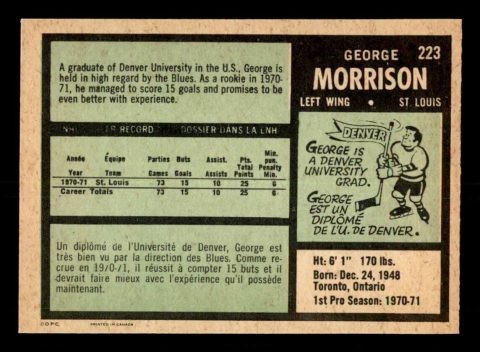 A graduate of Denver University in the U.S., George is
held in high regard by the Blues. As a rookie in 1970-
71, he managed to score 15 goals and promises to be
even better with experience.
GEORGE 223
MORRISON
LEFT WING • ST. LOUIS
NHL RECORD DOSSIER DANS LA LNH
Année Équipe Parties Buts Assist. Pts. Min. pun.
Year Team Games Goals Assists Total Points Penalty Min.
1970-71 St. Louis 73 15 10 25 6
Career Totals 73 15 10 25 6
DENVER
GEORGE IS
A DENVER
UNIVERSITY
GRAD.
GEORGE
EST UN
DIPLOMÉ
DE L'U. DE DENVER.
Un diplômé de l'Université de Denver, George est
très bien vu par la direction des Blues. Comme re-
crue en 1970-71, il réussit à compter 15 buts et il
devrait faire mieux avec l'expérience qu'il possède
maintenant.
Ht: 6' 1" 170 lbs.
Born: Dec. 24, 1948
Toronto, Ontario
1st Pro Season: 1970-71
© O.P.C. PRINTED IN CANADA